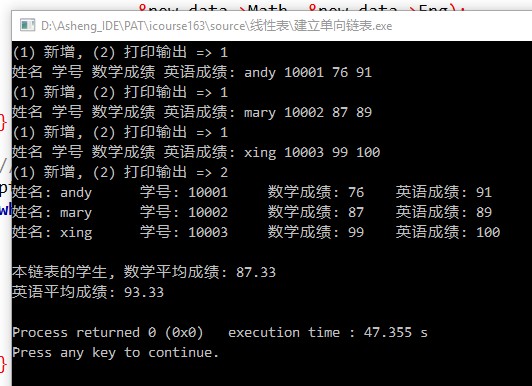 &new_data->Math, &new_data->Eng);
D:\Asheng_IDE\PAT\icourse163\source\线性表\建立单向链表.exe
(1) 新增, (2) 打印输出 => 1
姓名 学号 数学成绩 英语成绩: andy 10001 76 91
(1) 新增, (2) 打印输出 => 1
姓名 学号 数学成绩 英语成绩: mary 10002 87 89
}
(1) 新增, (2) 打印输出 => 1
姓名 学号 数学成绩 英语成绩: xing 10003 99 100
//
(1) 新增, (2) 打印输出 => 2
姓名: andy 学号: 10001 数学成绩: 76 英语成绩: 91
姓名: mary 学号: 10002 数学成绩: 87 英语成绩: 89
姓名: xing 学号: 10003 数学成绩: 99 英语成绩: 100
本链表的学生, 数学平均成绩: 87.33
英语平均成绩: 93.33
Process returned 0 (0x0) execution time : 47.355 s
Press any key to continue.
}